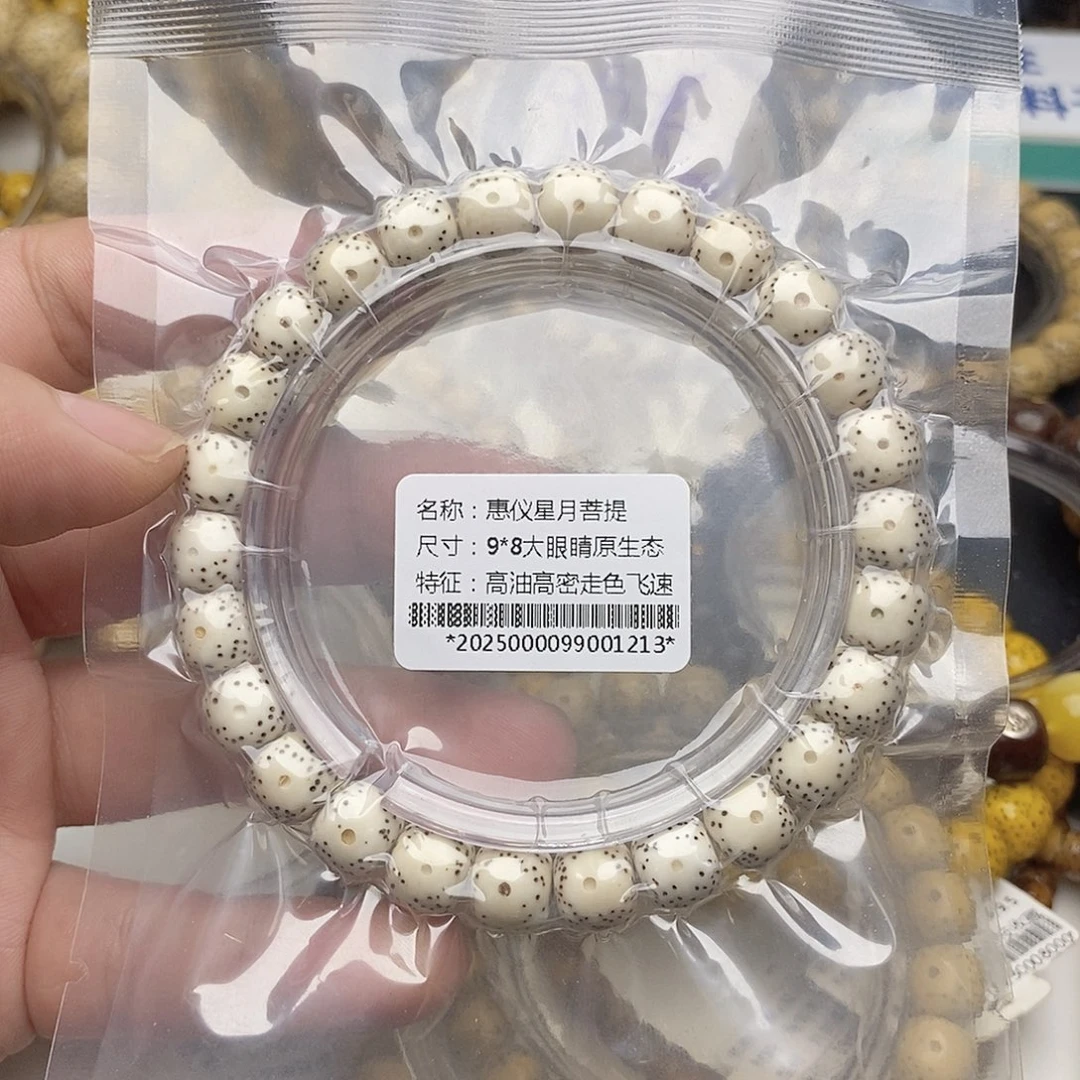 名称：惠仪星月菩提
尺寸：9*8大眼睛原生态
特征：高油高密走色飞速
*2025000099001213*